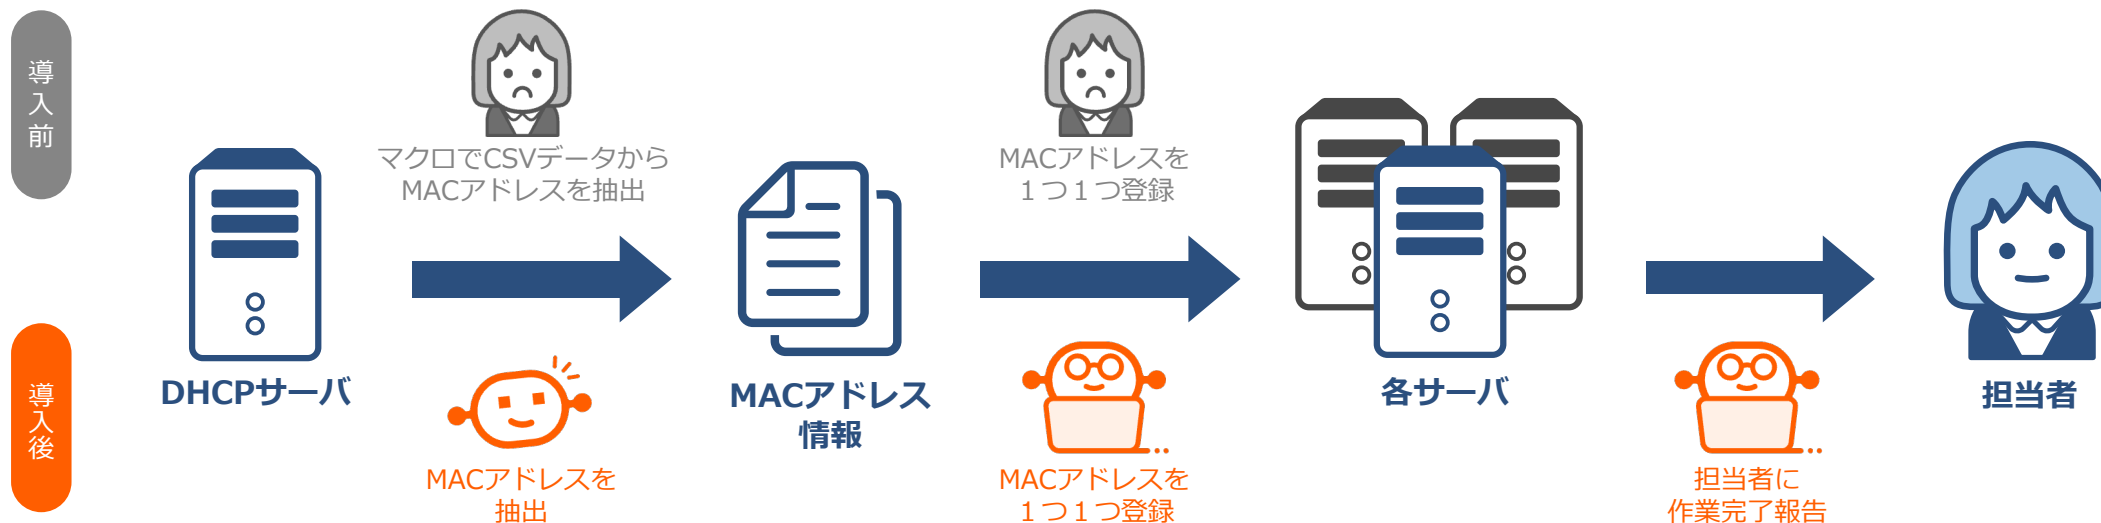 導入前
マクロでCSVデータから
MACアドレスを抽出
MACアドレスを
１つ１つ登録
DHCPサーバ
MACアドレス
情報
各サーバ
担当者
導入後
MACアドレスを
抽出
MACアドレスを
１つ１つ登録
担当者に
作業完了報告